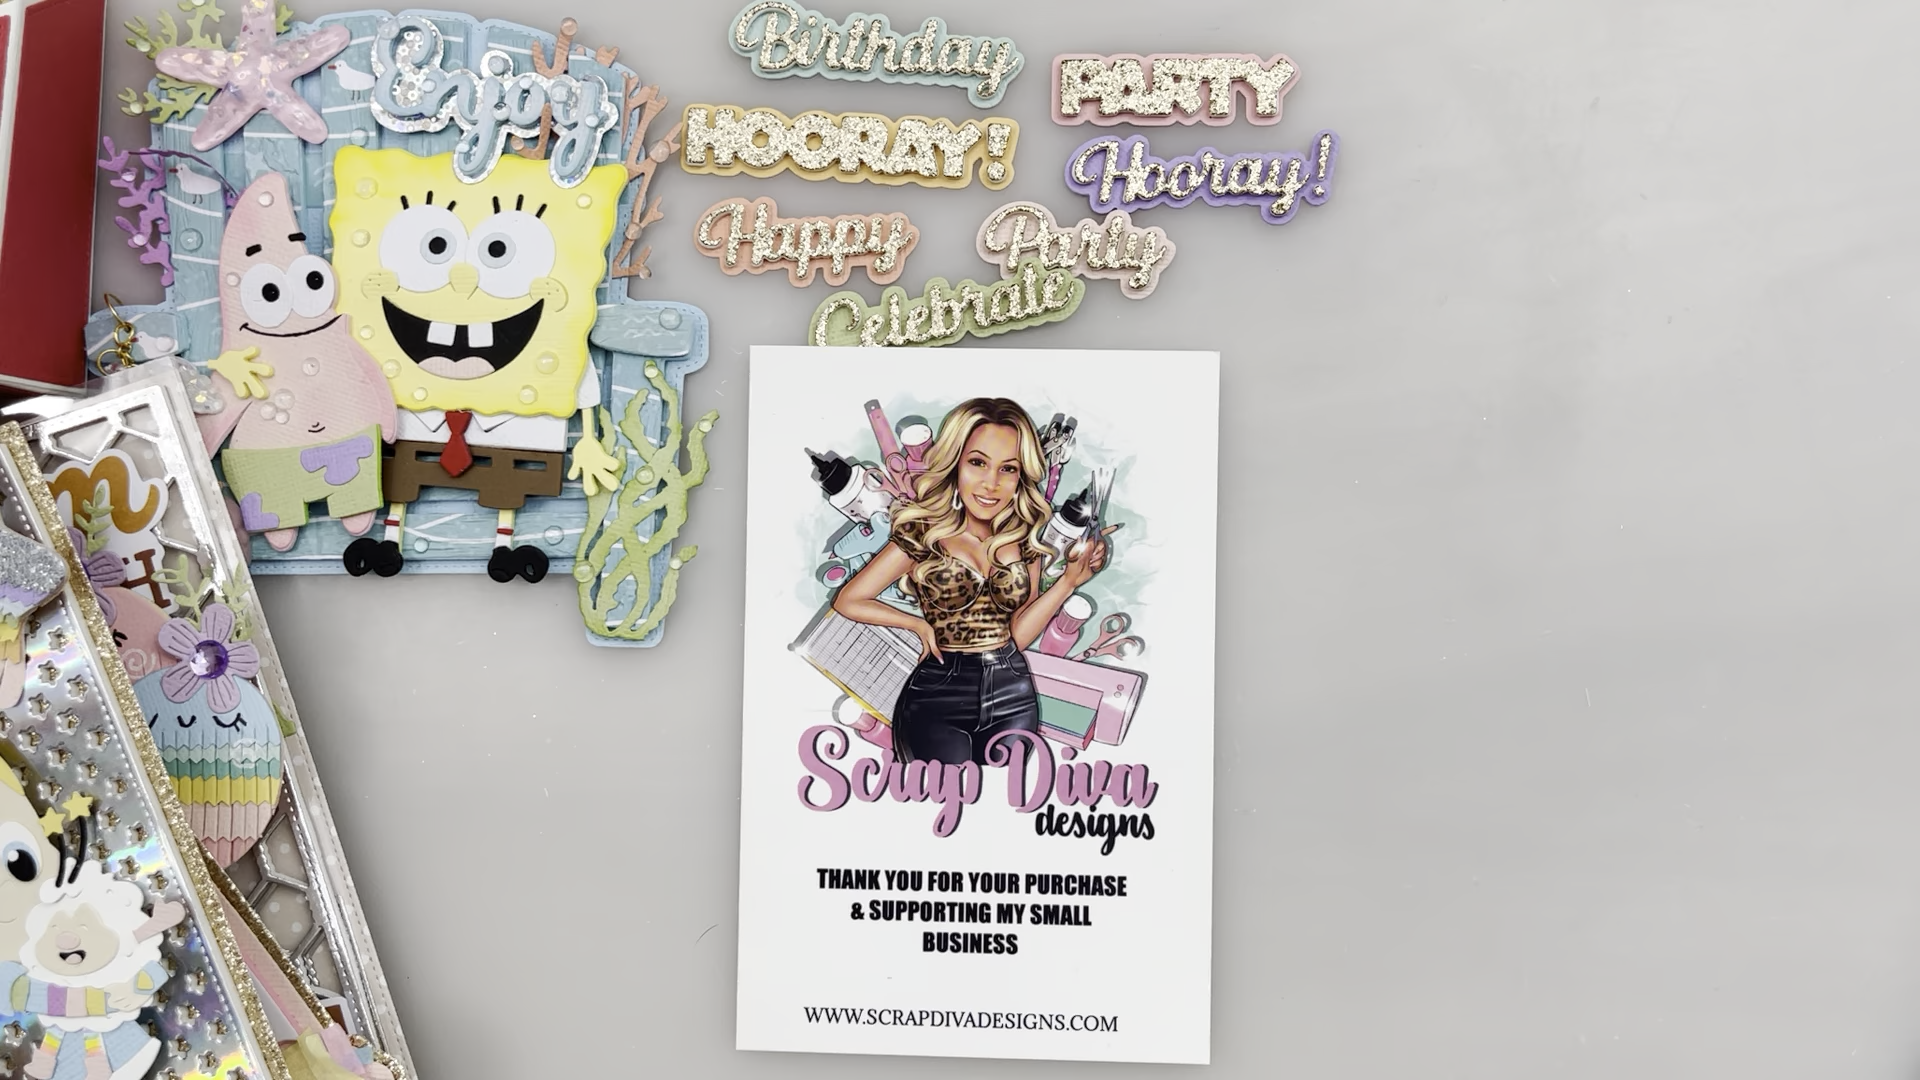 Enjoy
Birthday
PARTY
HOORAY!
Hooray!
Happy
Party
Celebrate
Scrap Diva
designs
THANK YOU FOR YOUR PURCHASE
& SUPPORTING MY SMALL
BUSINESS
WWW.SCRAPDIVADESIGNS.COM